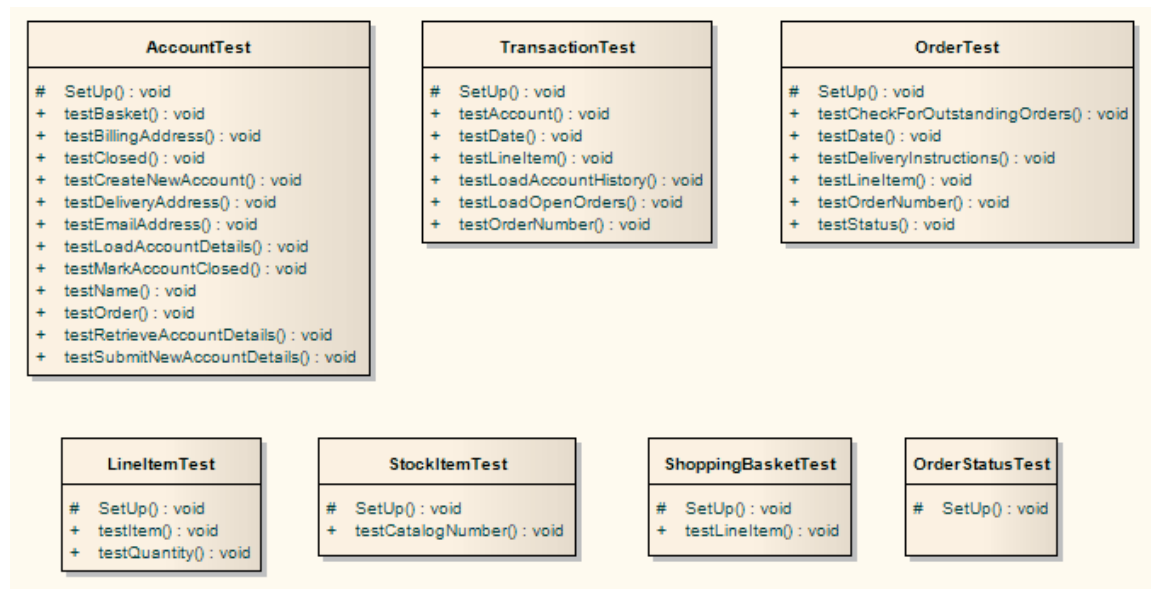 AccountTest
# SetUp() : void
+ testBasket() : void
+ testBillingAddress() : void
+ testClosed() : void
+ testCreateNewAccount() : void
+ testDeliveryAddress() : void
+ testEmailAddress() : void
+ testLoadAccountDetails() : void
+ testMarkAccountClosed() : void
+ testName() : void
+ testOrder() : void
+ testRetrieveAccountDetails() : void
+ testSubmitNewAccountDetails() : void
TransactionTest
# SetUp() : void
+ testAccount() : void
+ testDate() : void
+ testLineItem() : void
+ testLoadAccountHistory() : void
+ testLoadOpenOrders() : void
+ testOrderNumber() : void
OrderTest
# SetUp() : void
+ testCheckForOutstandingOrders() : void
+ testDate() : void
+ testDeliveryInstructions() : void
+ testLineItem() : void
+ testOrderNumber() : void
+ testStatus() : void
LineItemTest
# SetUp() : void
+ testItem() : void
+ testQuantity() : void
StockItemTest
# SetUp() : void
+ testCatalogNumber() : void
ShoppingBasketTest
# SetUp() : void
+ testLineItem() : void
OrderStatusTest
# SetUp() : void